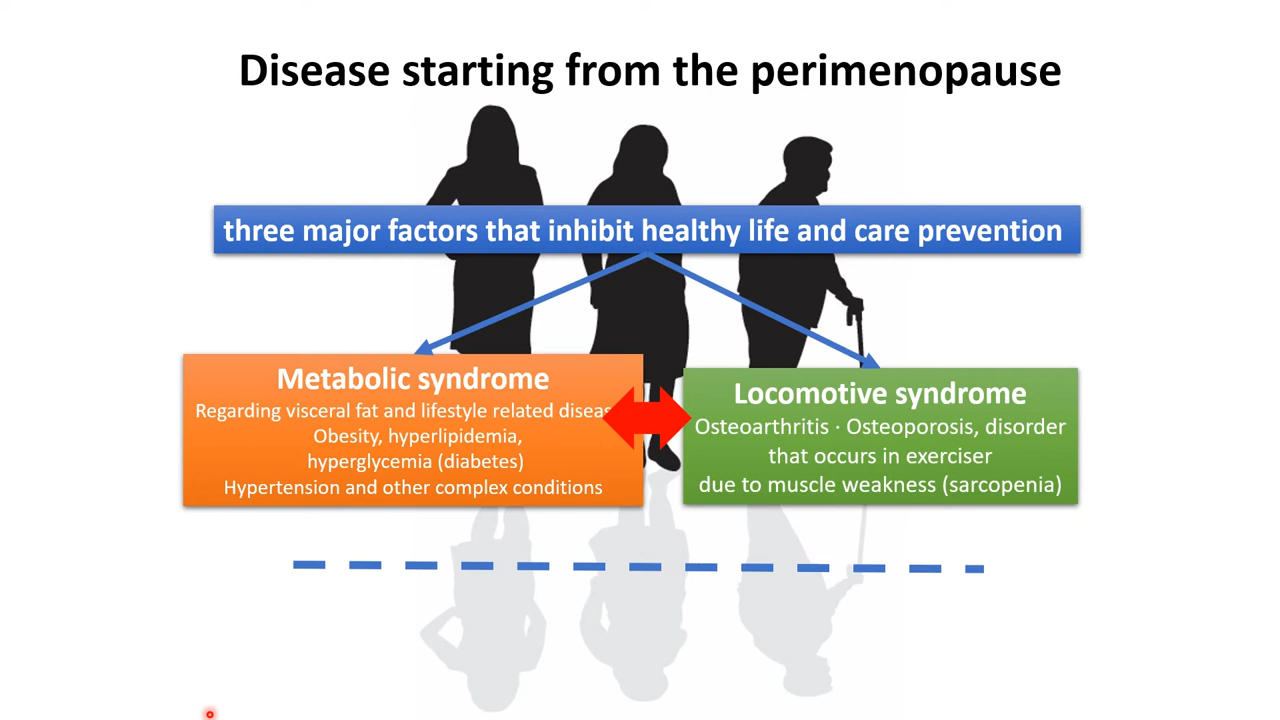 Disease starting from the perimenopause
three major factors that inhibit healthy life and care prevention
Metabolic syndrome
Regarding visceral fat and lifestyle related diseas
Obesity, hyperlipidemia,
hyperglycemia (diabetes)
Hypertension and other complex conditions
Locomotive syndrome
Osteoarthritis · Osteoporosis, disorder
that occurs in exerciser
due to muscle weakness (sarcopenia)